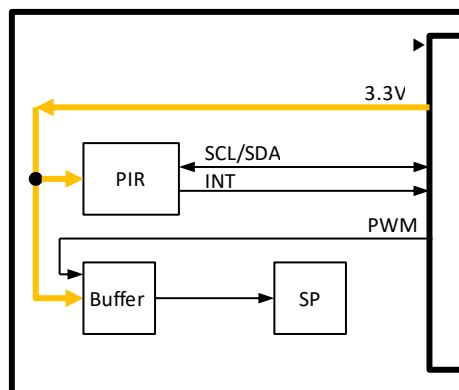 3.3V
SCL/SDA
PIR
INT
PWM
Buffer
SP